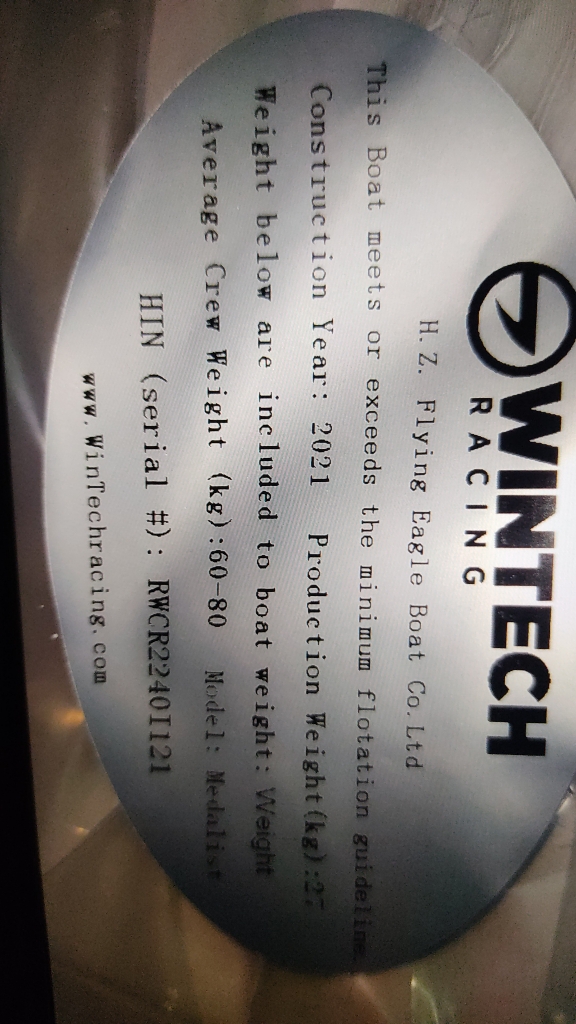 WINTECH
RACING
H. Z. Flying Eagle Boat Co. Ltd
This Boat meets or exceeds the minimum flotation guideline
Construction Year: 2021 Production Weight(kg):27
Weight below are included to boat weight: Weight
Average Crew Weight (kg):60-80 Model: Medalist
HIN (serial #): RWCR2240I121
www.WinTechracing.com